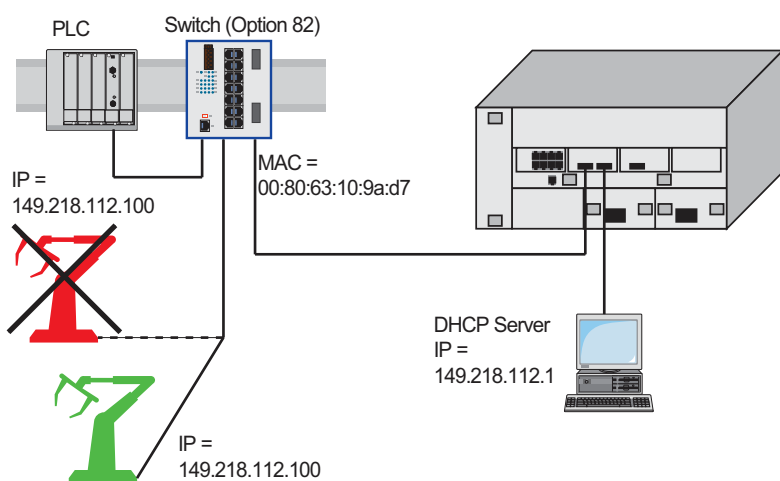 PLC
Switch (Option 82)
MAC =
00:80:63:10:9a:d7
IP =
149.218.112.100
DHCP Server
IP =
149.218.112.1
IP =
149.218.112.100